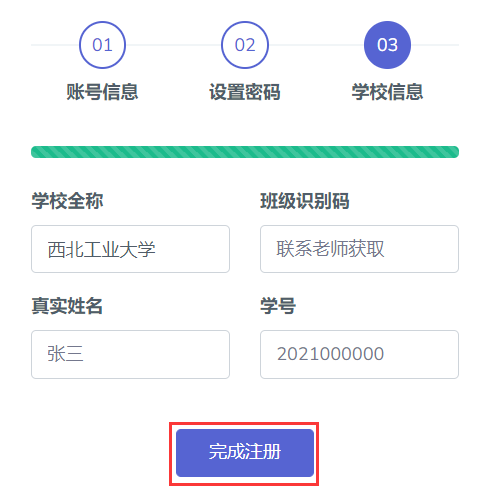 01 02 03
账号信息 设置密码 学校信息
学校全称 班级识别码
西北工业大学 联系老师获取
真实姓名 学号
张三 2021000000
完成注册